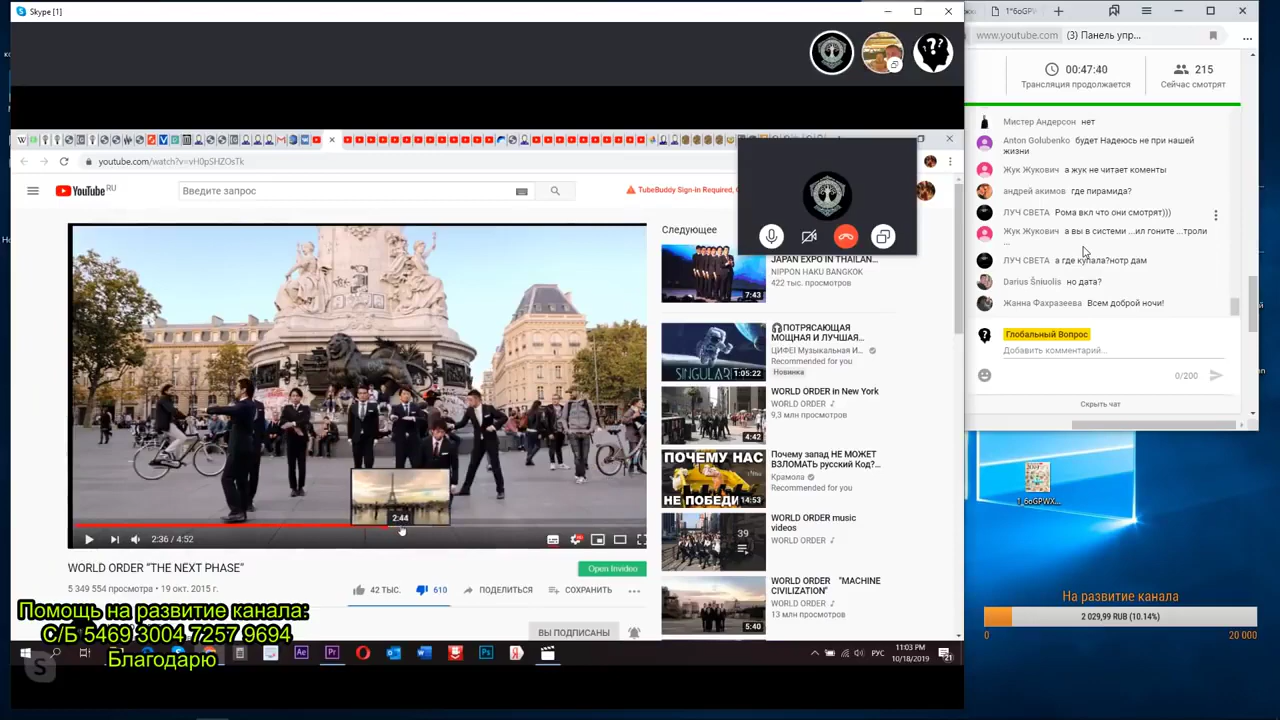 Skype [1]
youtube.com/watch?v=vH0pSHZOsTk
YouTube RU
Введите запрос
TubeBuddy Sign-in Required,
Следующее
JAPAN EXPO IN THAILAN...
NIPPON HAKU BANGKOK
422 тыс. просмотров
7:43
ПОТРЯСАЮЩАЯ
МОЩНАЯ И ЛУЧШАЯ...
ЦИФЕI Музыкальная И...
Recommended for you
Новинка
SINGULAR
1:05:22
WORLD ORDER in New York
WORLD ORDER
9,3 млн просмотров
4:42
Почему запад НЕ МОЖЕТ
ВЗЛОМАТЬ русский Код?...
Крамола
Recommended for you
ПОЧЕМУ НАС
НЕ ПОБЕДИ
14:53
WORLD ORDER music
videos
WORLD ORDER
39
WORLD ORDER "MACHINE
CIVILIZATION"
WORLD ORDER
13 млн просмотров
5:40
2:44
2:36 / 4:52
WORLD ORDER "THE NEXT PHASE"
Open Invideo
5 349 554 просмотра • 19 окт. 2015 г.
42 ТЫС.
610
ПОДЕЛИТЬСЯ
СОХРАНИТЬ
ВЫ ПОДПИСАНЫ
Помощь на развитие канала:
С/Б 5469 3004 7257 9694
Благодарю
РУС
11:03 PM
10/18/2019
21
1*6oGPW
www.youtube.com
(3) Панель упр...
00:47:40
Трансляция продолжается
215
Сейчас смотрят
Мистер Андерсон нет
Anton Golubenko будет Надеюсь не при нашей
жизни
Жук Жукович а жук не читает коменты
андрей акимов где пирамида?
ЛУЧ СВЕТА Рома вкл что они смотрят)))
Жук Жукович а вы в системи ...ил гоните ...троли
...
ЛУЧ СВЕТА а где купала?нотр дам
Darius Šniuolis но дата?
Жанна Фахразеева Всем доброй ночи!
Глобальный Вопрос
Добавить комментарий...
0/200
Скрыть чат
1_6oGPWX...
На развитие канала
2 029,99 RUB (10.14%)
0
20 000